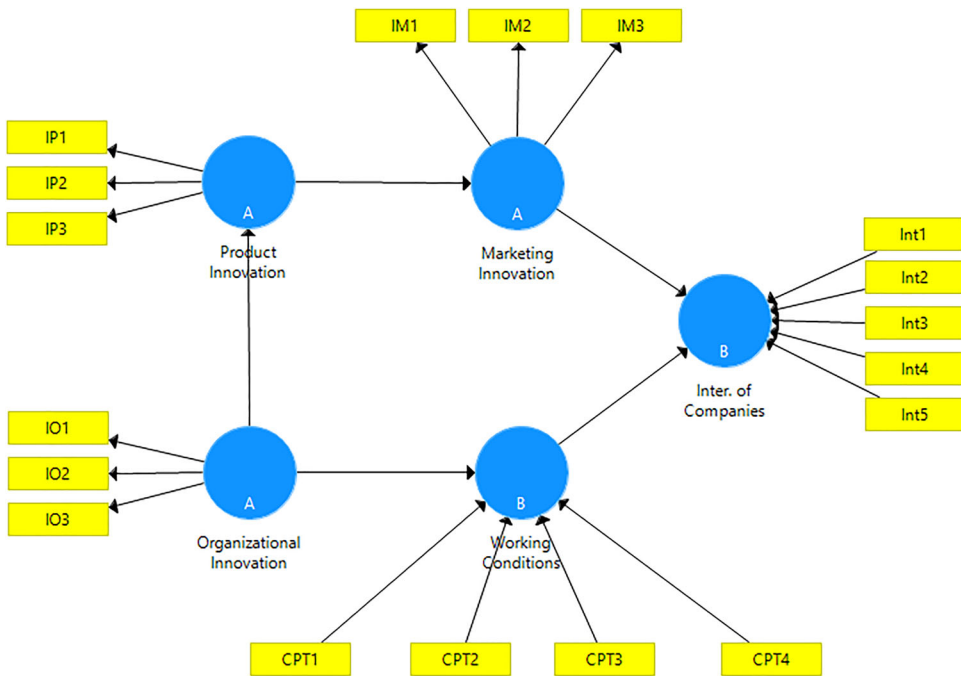 IM1
IM2
IM3
IP1
IP2
IP3
A
Product
Innovation
A
Marketing
Innovation
Int1
Int2
Int3
Int4
Int5
B
Inter. of
Companies
IO1
IO2
IO3
A
Organizational
Innovation
B
Working
Conditions
CPT1
CPT2
CPT3
CPT4